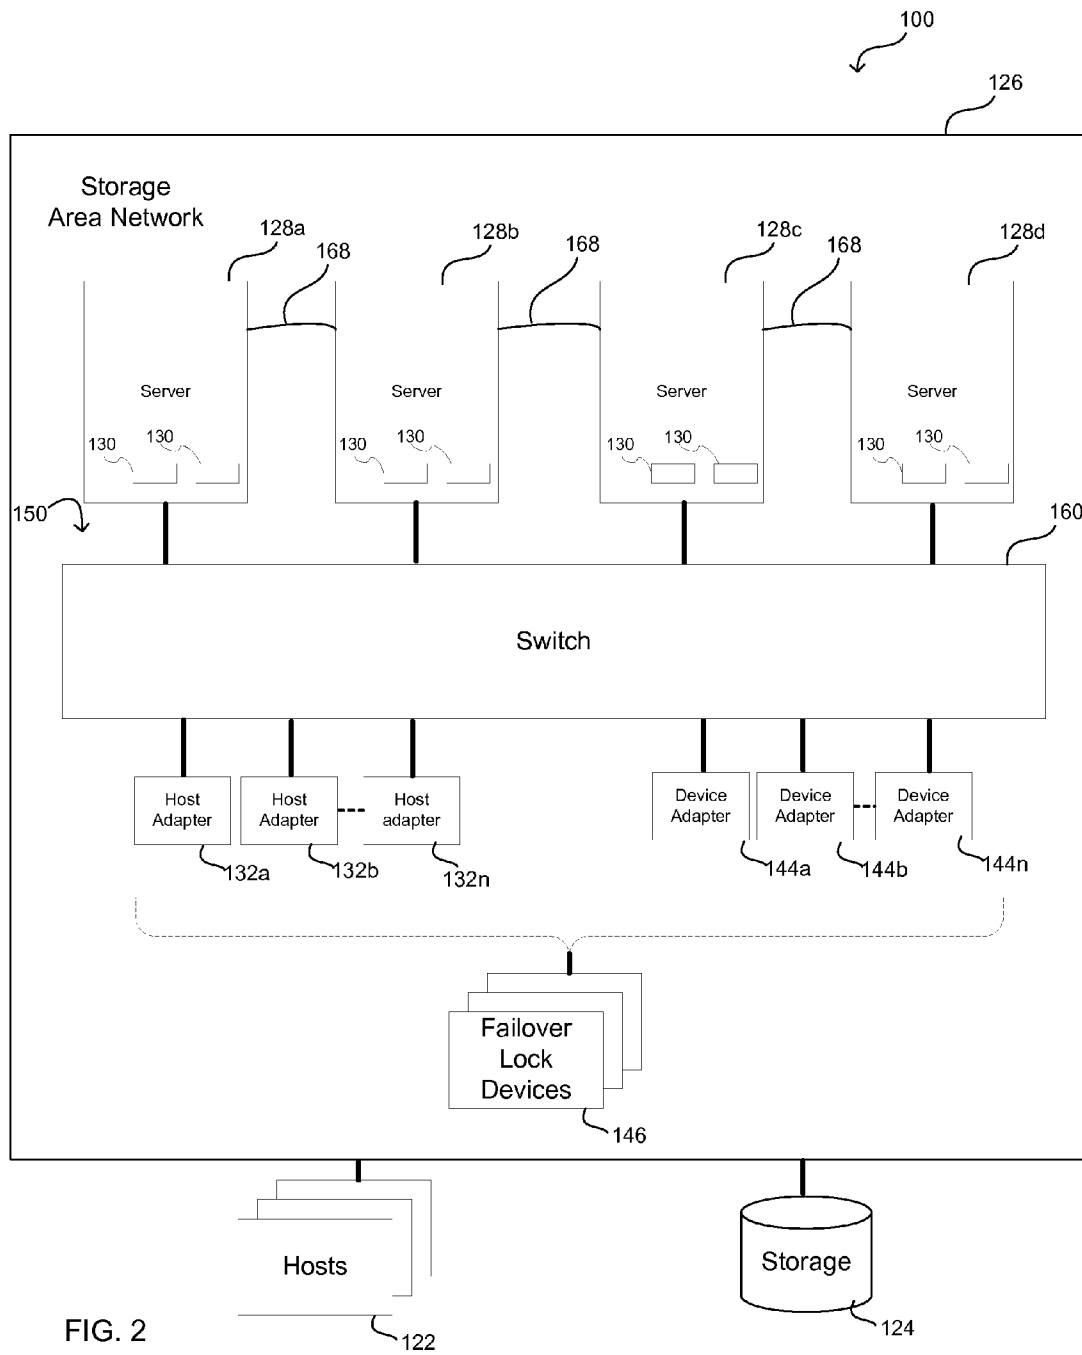 100
126
Storage
Area Network
128a
168
128b
168
128c
168
128d
Server
Server
Server
Server
130
130
130
130
130
130
130
130
150
160
Switch
Host
Adapter
Host
Adapter
Host
adapter
Device
Adapter
Device
Adapter
Device
Adapter
132a
132b
132n
144a
144b
144n
Failover
Lock
Devices
146
Hosts
Storage
122
124
FIG. 2